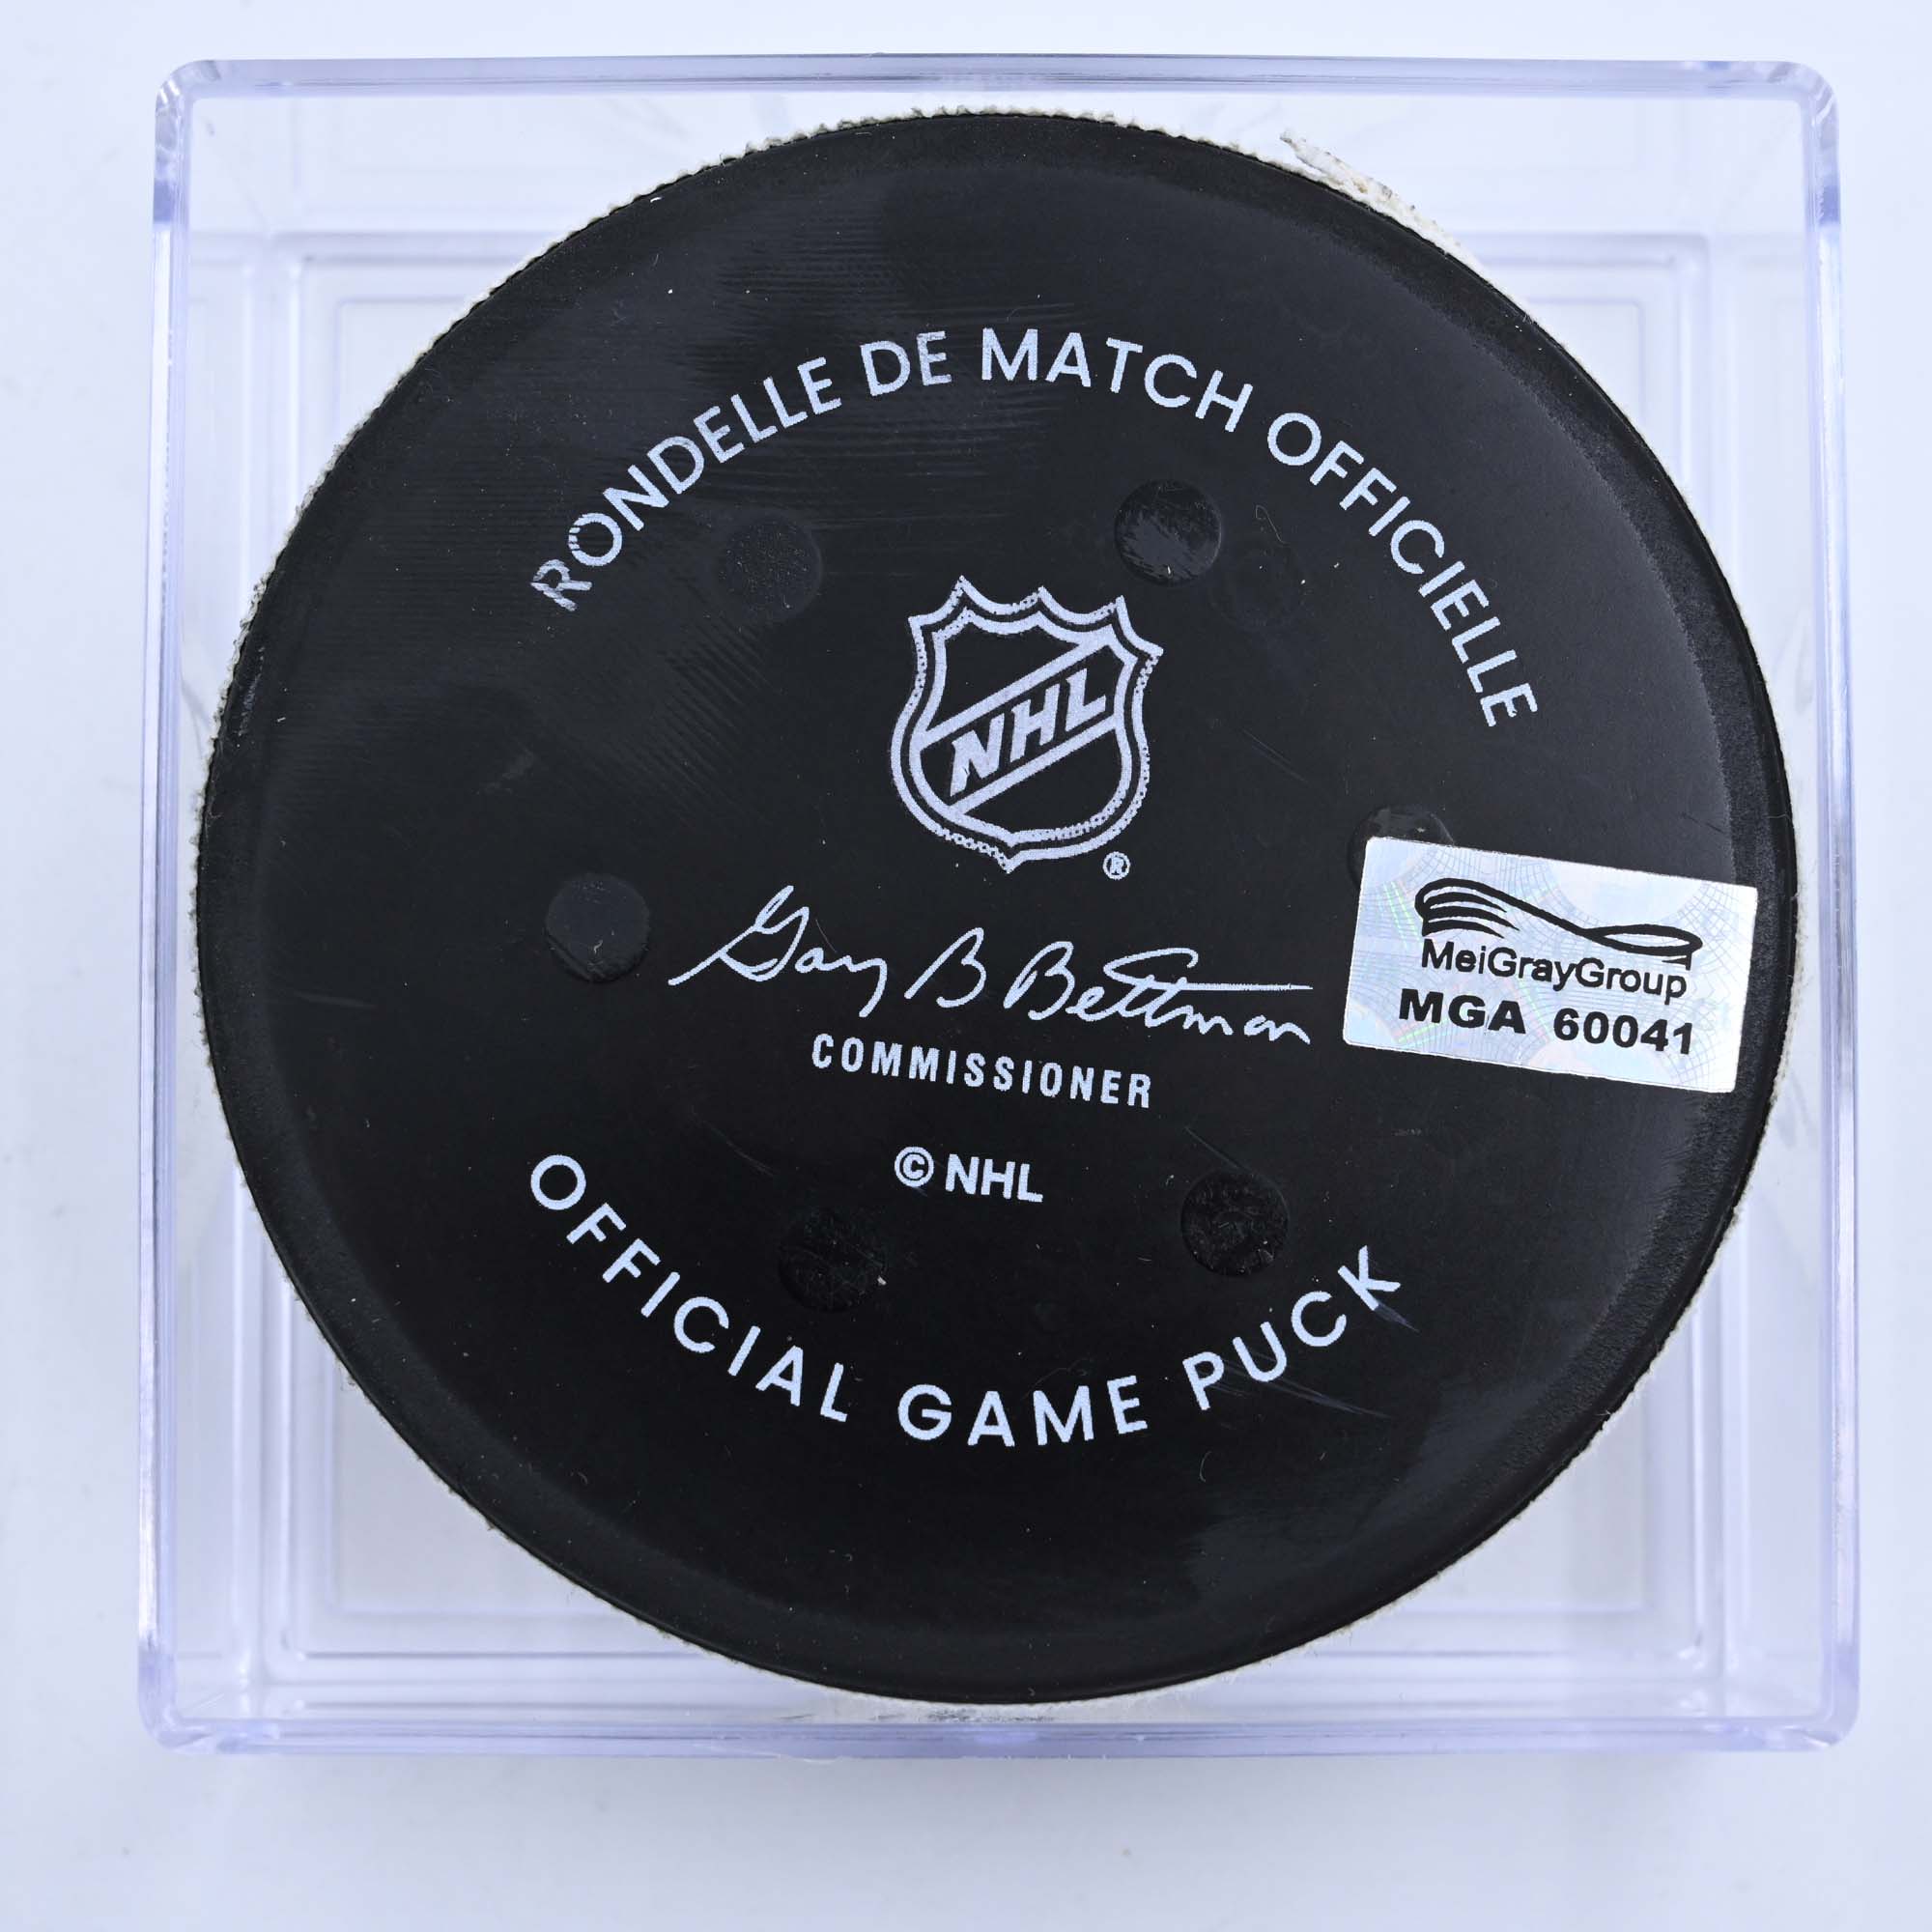 RONDELLE DE MATCH OFFICIELLE
NHL
®
Gary B Bettman
COMMISSIONER
© NHL
OFFICIAL GAME PUCK
MeiGrayGroup
MGA 60041